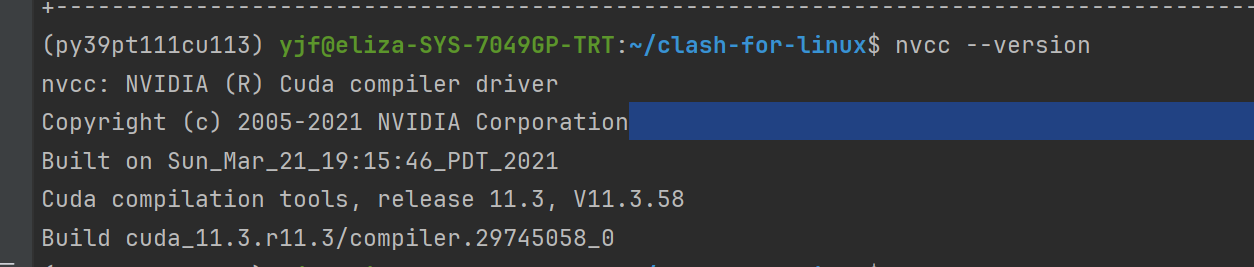 +----------------------------------------------------------------------------------------
(py39pt111cu113) yjf@eliza-SYS-7049GP-TRT:~/clash-for-linux$ nvcc --version
nvcc: NVIDIA (R) Cuda compiler driver
Copyright (c) 2005-2021 NVIDIA Corporation
Built on Sun_Mar_21_19:15:46_PDT_2021
Cuda compilation tools, release 11.3, V11.3.58
Build cuda_11.3.r11.3/compiler.29745058_0